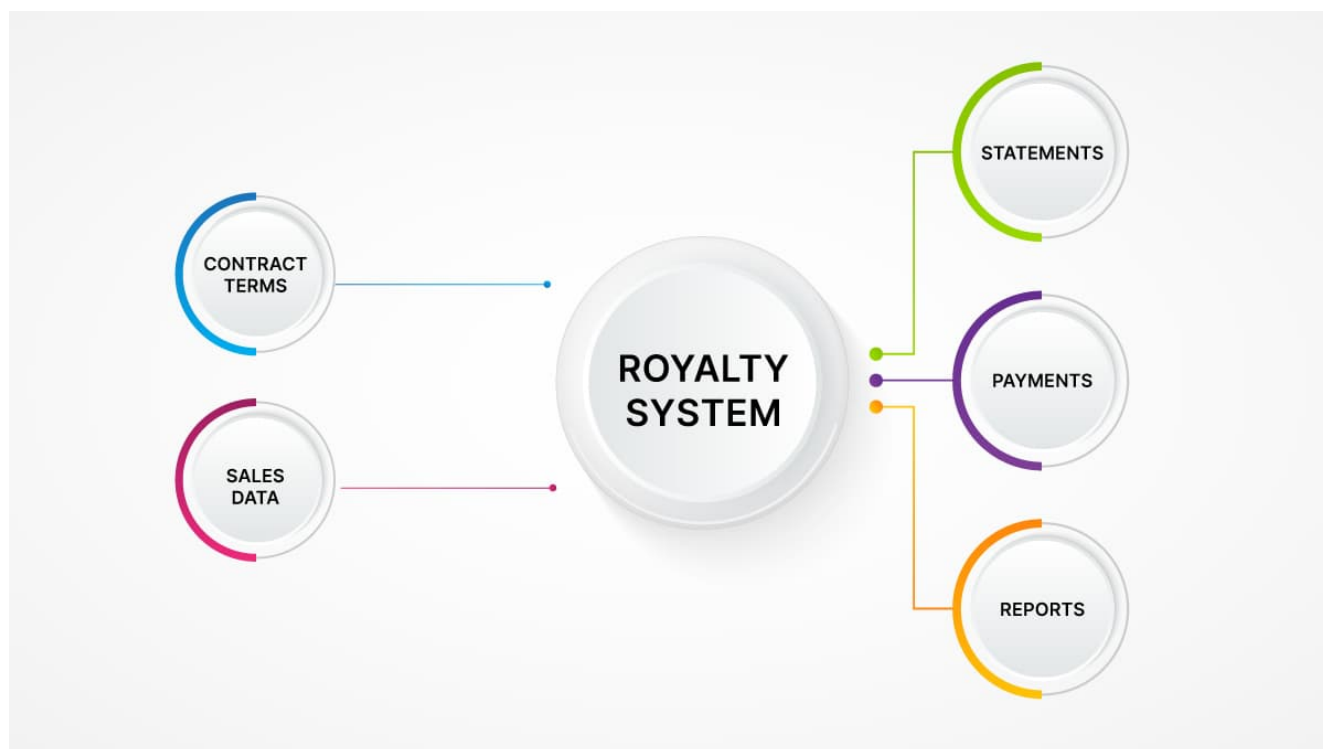 CONTRACT
TERMS
SALES
DATA
ROYALTY
SYSTEM
STATEMENTS
PAYMENTS
REPORTS